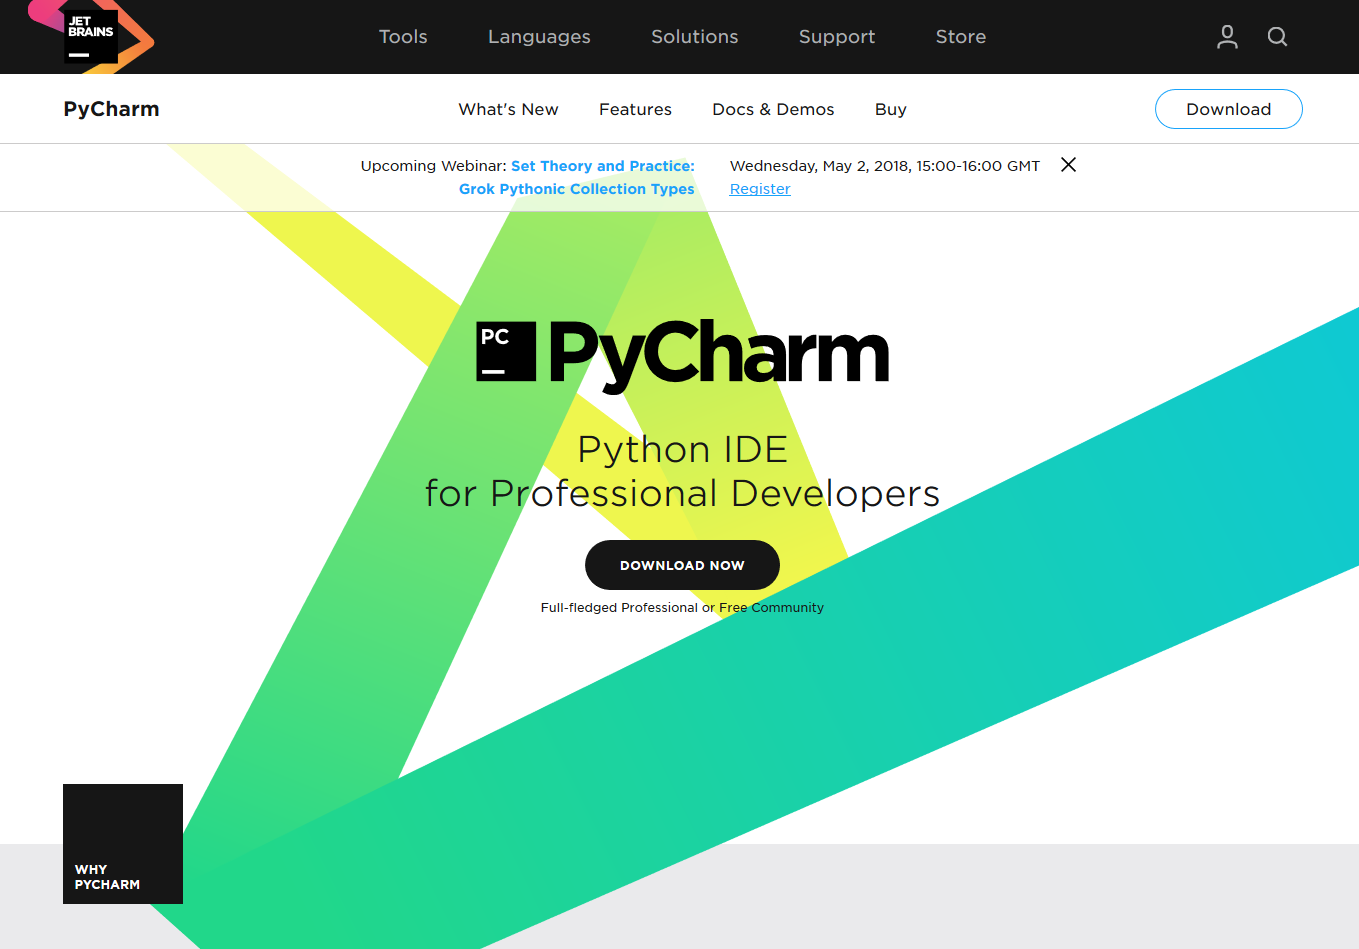 JET
BRAINS
Tools Languages Solutions Support Store
PyCharm What's New Features Docs & Demos Buy Download
Upcoming Webinar: Set Theory and Practice: Wednesday, May 2, 2018, 15:00-16:00 GMT
Grok Pythonic Collection Types Register
PC PyCharm
Python IDE
for Professional Developers
DOWNLOAD NOW
Full-fledged Professional or Free Community
WHY
PYCHARM